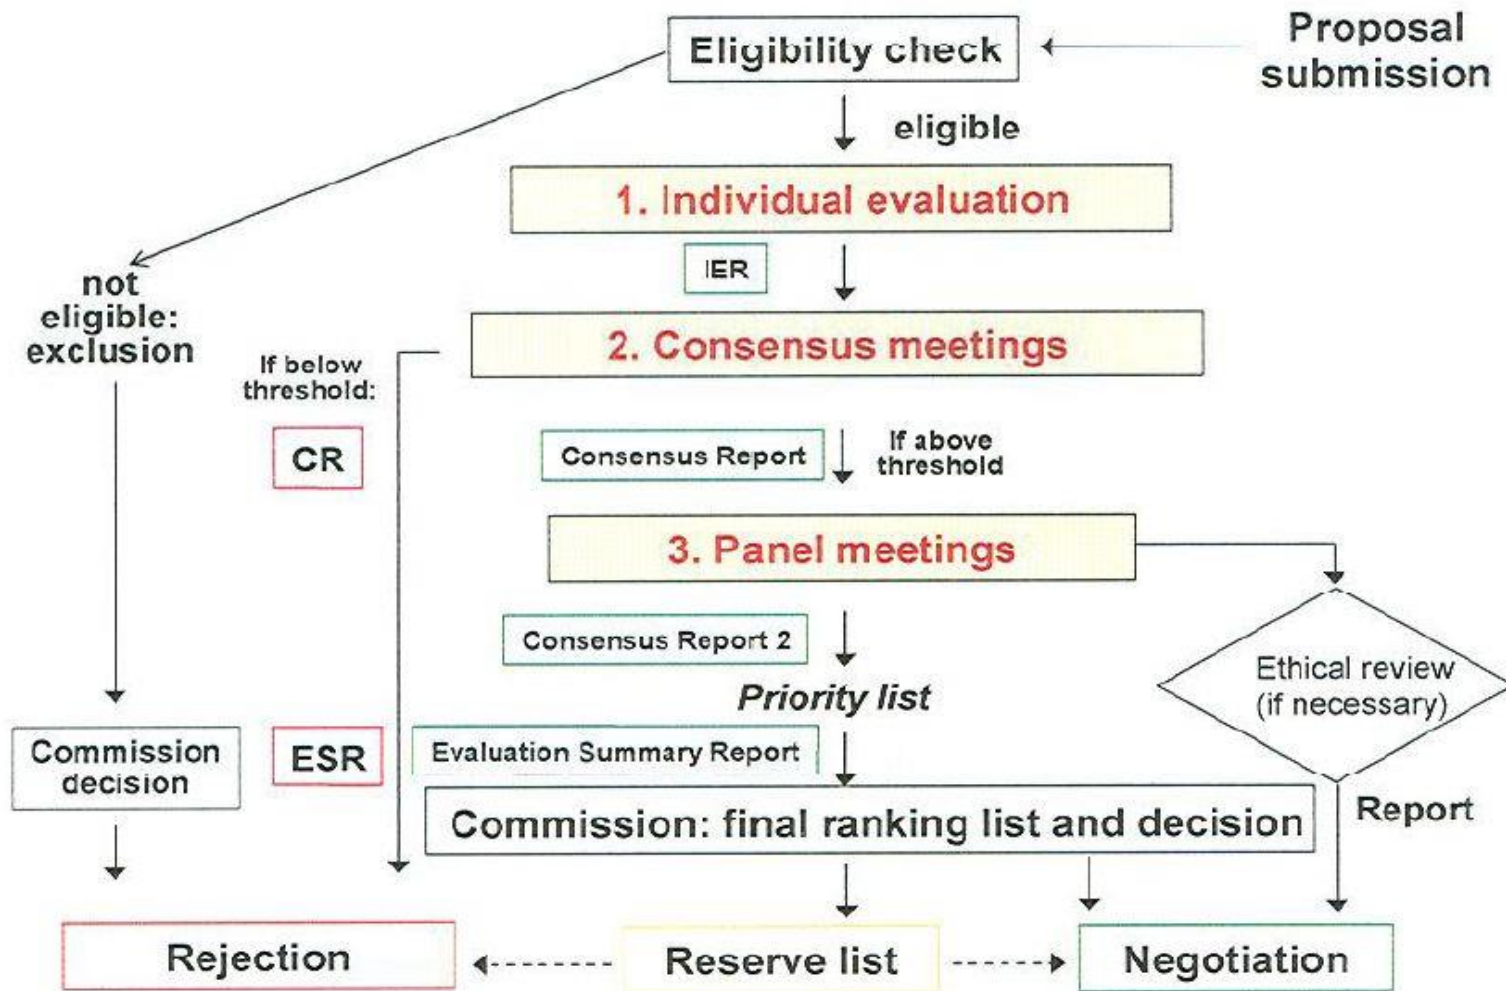 Proposal
submission
Eligibility check
eligible
1. Individual evaluation
IER
not
eligible:
exclusion
2. Consensus meetings
If below
threshold:
CR
Consensus Report
If above
threshold
3. Panel meetings
Consensus Report 2
Priority list
Ethical review
(if necessary)
Commission
decision
ESR
Evaluation Summary Report
Commission: final ranking list and decision
Report
Rejection
Reserve list
Negotiation